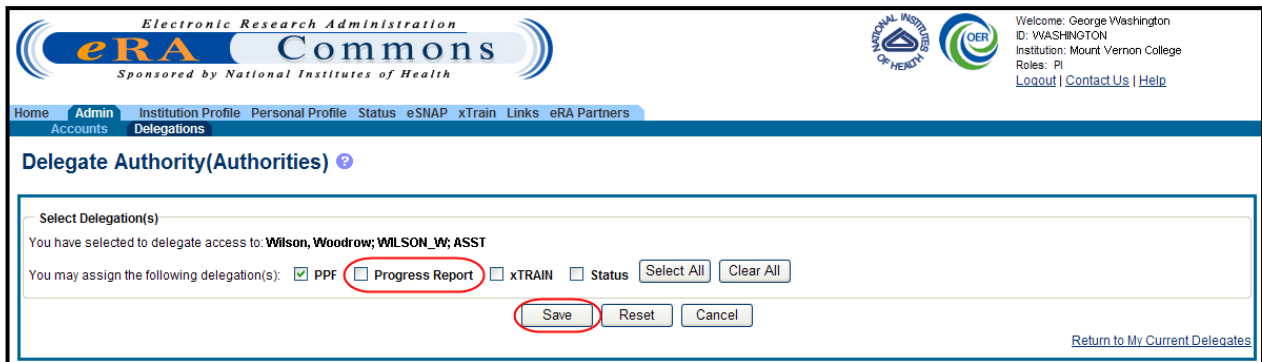 Electronic Research Administration
eRA Commons
Sponsored by National Institutes of Health
NATIONAL INSTITUTES OF HEALTH
OER
Welcome: George Washington
ID: WASHINGTON
Institution: Mount Vernon College
Roles: PI
Logout | Contact Us | Help
Home Admin Institution Profile Personal Profile Status eSNAP xTrain Links eRA Partners
Accounts Delegations
Delegate Authority(Authorities) ?
Select Delegation(s)
You have selected to delegate access to: Wilson, Woodrow; WILSON_W; ASST
You may assign the following delegation(s): PPF Progress Report xTRAIN Status Select All Clear All
Save Reset Cancel
Return to My Current Delegates